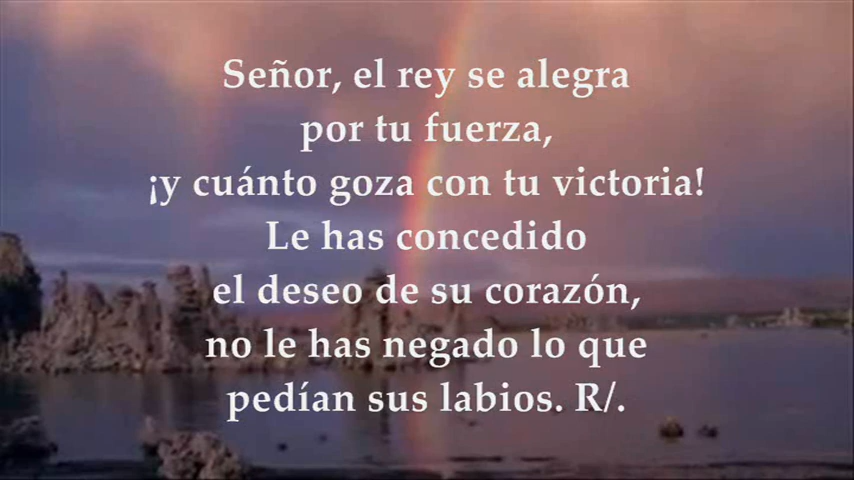 Señor, el rey se alegra
por tu fuerza,
¡y cuánto goza con tu victoria!
Le has concedido
el deseo de su corazón,
no le has negado lo que
pedían sus labios. R/.